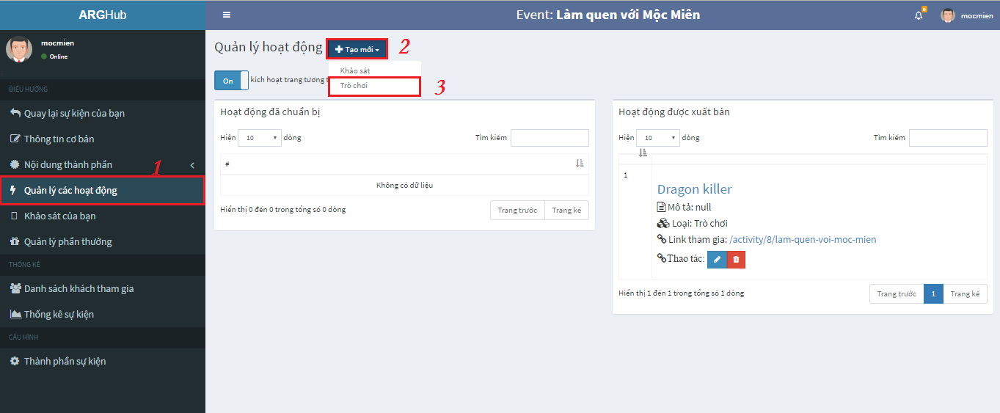 ARGHub
Event: Làm quen với Mộc Miên
0
mocmien
mocmien
Online
ĐIỀU HƯỚNG
Quay lại sự kiện của bạn
Thông tin cơ bản
Nội dung thành phần
1
Quản lý các hoạt động
Khảo sát của bạn
Quản lý phần thưởng
THỐNG KÊ
Danh sách khách tham gia
Thống kê sự kiện
CẤU HÌNH
Thành phần sự kiện
Quản lý hoạt động
Tạo mới
2
Khảo sát
Trò chơi
3
On
kích hoạt trang tương t
Hoạt động đã chuẩn bị
Hiện 10 dòng
Tìm kiếm
#
Không có dữ liệu
Hiển thị 0 đến 0 trong tổng số 0 dòng
Trang trước Trang kế
Hoạt động được xuất bản
Hiện 10 dòng
Tìm kiếm
1
Dragon killer
Mô tả: null
Loại: Trò chơi
Link tham gia: /activity/8/lam-quen-voi-moc-mien
Thao tác:
Hiển thị 1 đến 1 trong tổng số 1 dòng
Trang trước 1 Trang kế